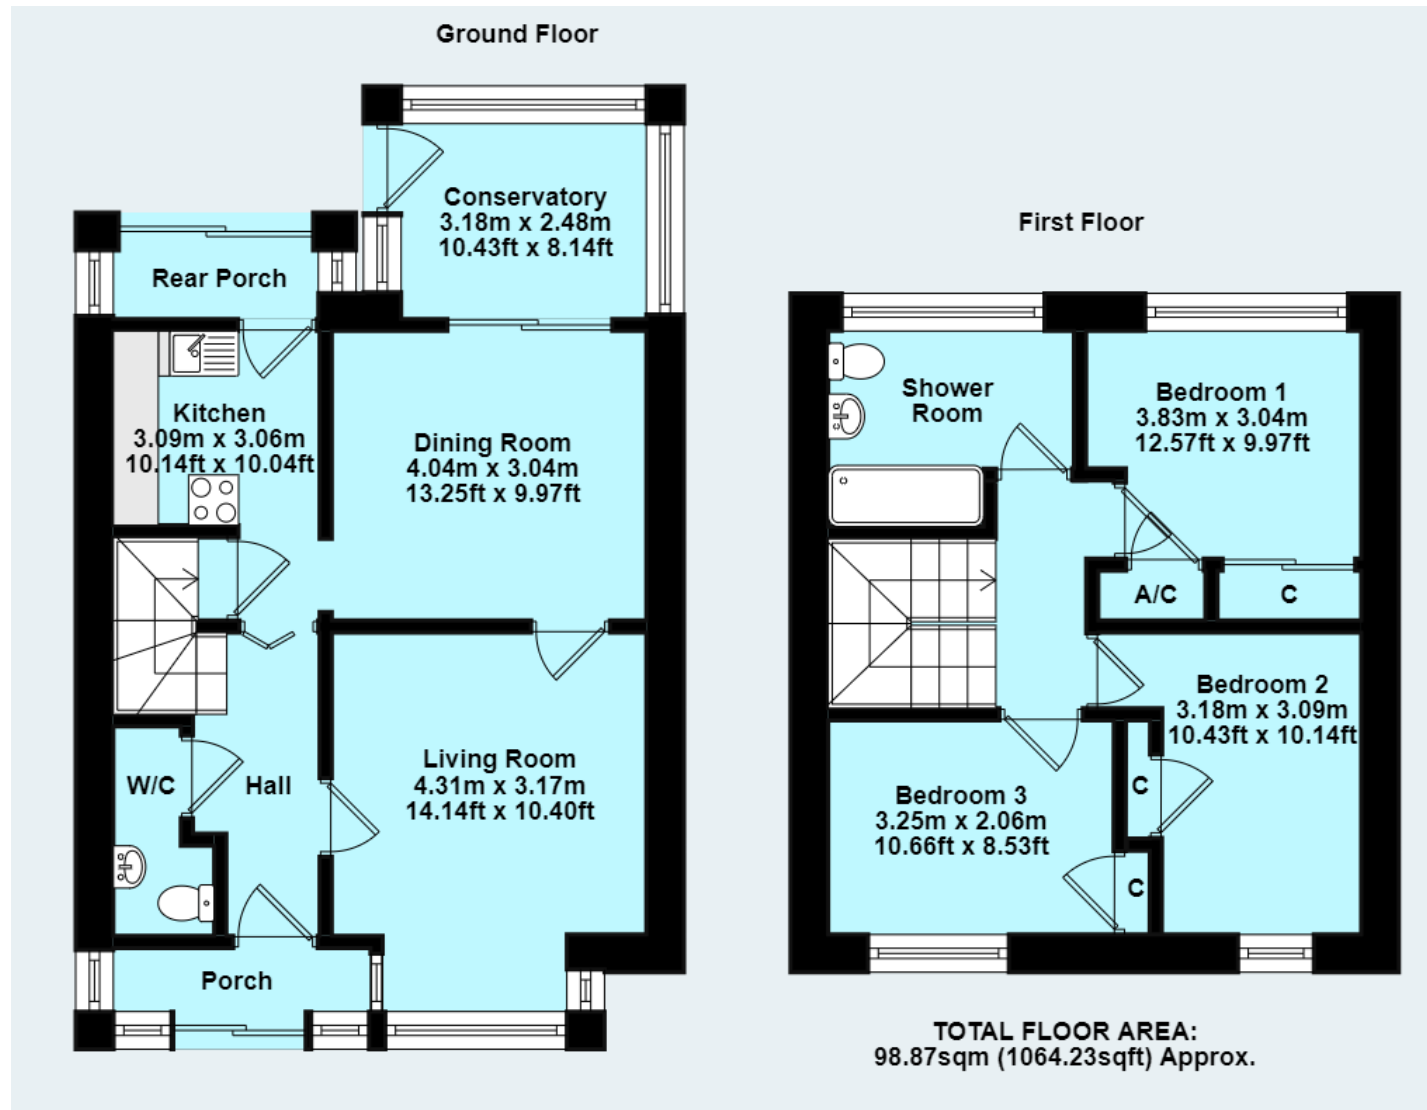 Ground Floor
Conservatory
3.18m x 2.48m
10.43ft x 8.14ft
Rear Porch
Kitchen
3.09m x 3.06m
10.14ft x 10.04ft
Dining Room
4.04m x 3.04m
13.25ft x 9.97ft
W/C
Hall
Living Room
4.31m x 3.17m
14.14ft x 10.40ft
Porch
First Floor
Shower
Room
Bedroom 1
3.83m x 3.04m
12.57ft x 9.97ft
A/C
C
Bedroom 2
3.18m x 3.09m
10.43ft x 10.14ft
C
Bedroom 3
3.25m x 2.06m
10.66ft x 8.53ft
C
TOTAL FLOOR AREA:
98.87sqm (1064.23sqft) Approx.